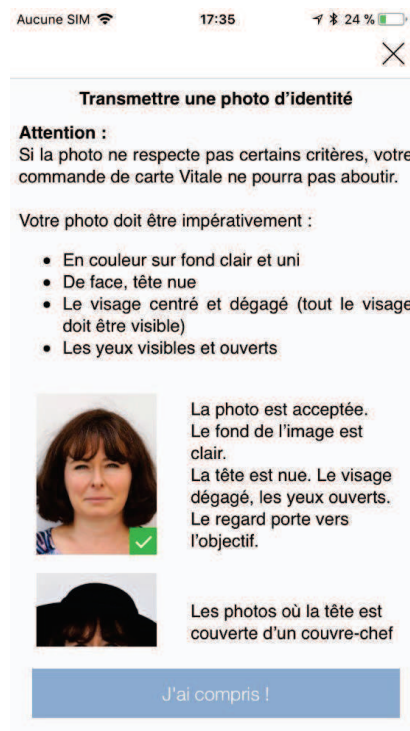 Aucune SIM 17:35 24 %
Transmettre une photo d’identité
Attention :
Si la photo ne respecte pas certains critères, votre
commande de carte Vitale ne pourra pas aboutir.
Votre photo doit être impérativement :
• En couleur sur fond clair et uni
• De face, tête nue
• Le visage centré et dégagé (tout le visage
doit être visible)
• Les yeux visibles et ouverts
La photo est acceptée.
Le fond de l’image est
clair.
La tête est nue. Le visage
dégagé, les yeux ouverts.
Le regard porte vers
l’objectif.
Les photos où la tête est
couverte d’un couvre-chef
J'ai compris !